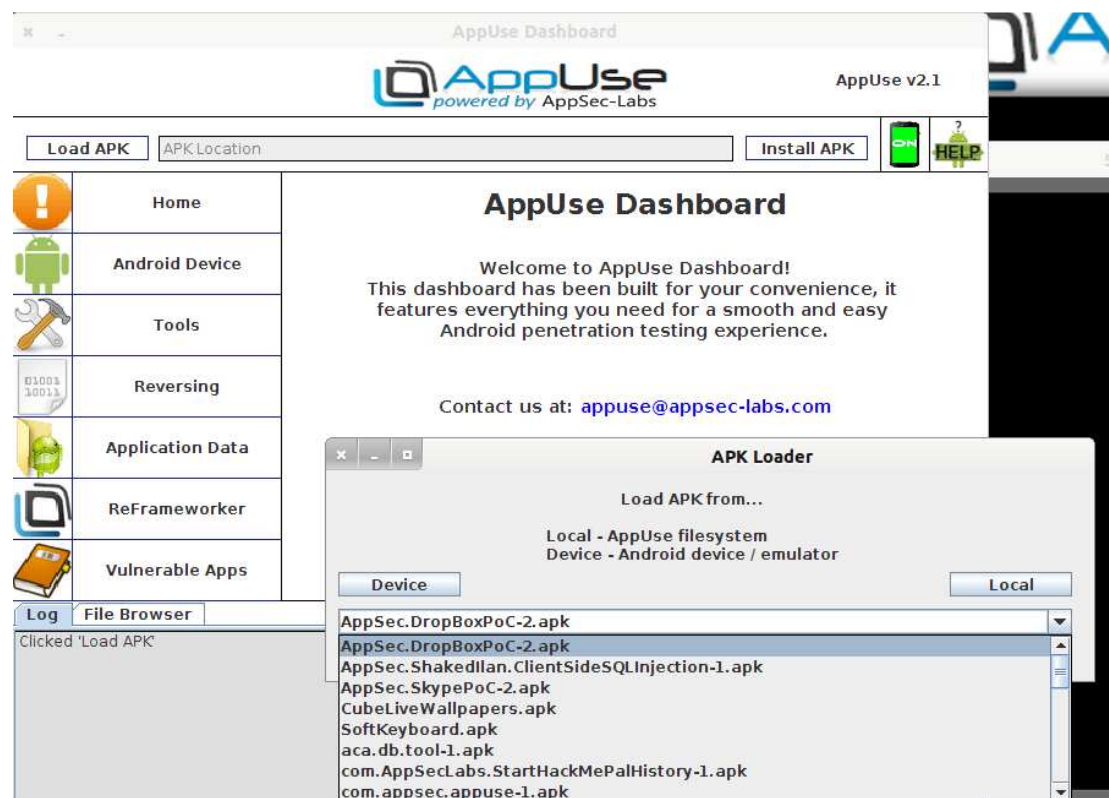 AppUse Dashboard
AppUse
powered by AppSec-Labs
AppUse v2.1
Load APK
APK Location
Install APK
ON
?
HELP
Home
Android Device
Tools
Reversing
Application Data
ReFrameworker
Vulnerable Apps
AppUse Dashboard
Welcome to AppUse Dashboard!
This dashboard has been built for your convenience, it
features everything you need for a smooth and easy
Android penetration testing experience.
Contact us at: appuse@appsec-labs.com
Log
File Browser
Clicked 'Load APK'
APK Loader
Load APK from...
Local - AppUse filesystem
Device - Android device / emulator
Device
Local
AppSec.DropBoxPoC-2.apk
AppSec.DropBoxPoC-2.apk
AppSec.ShakedIlan.ClientSideSQLInjection-1.apk
AppSec.SkypePoC-2.apk
CubeLiveWallpapers.apk
SoftKeyboard.apk
aca.db.tool-1.apk
com.AppSecLabs.StartHackMePalHistory-1.apk
com.appsec.appuse-1.apk